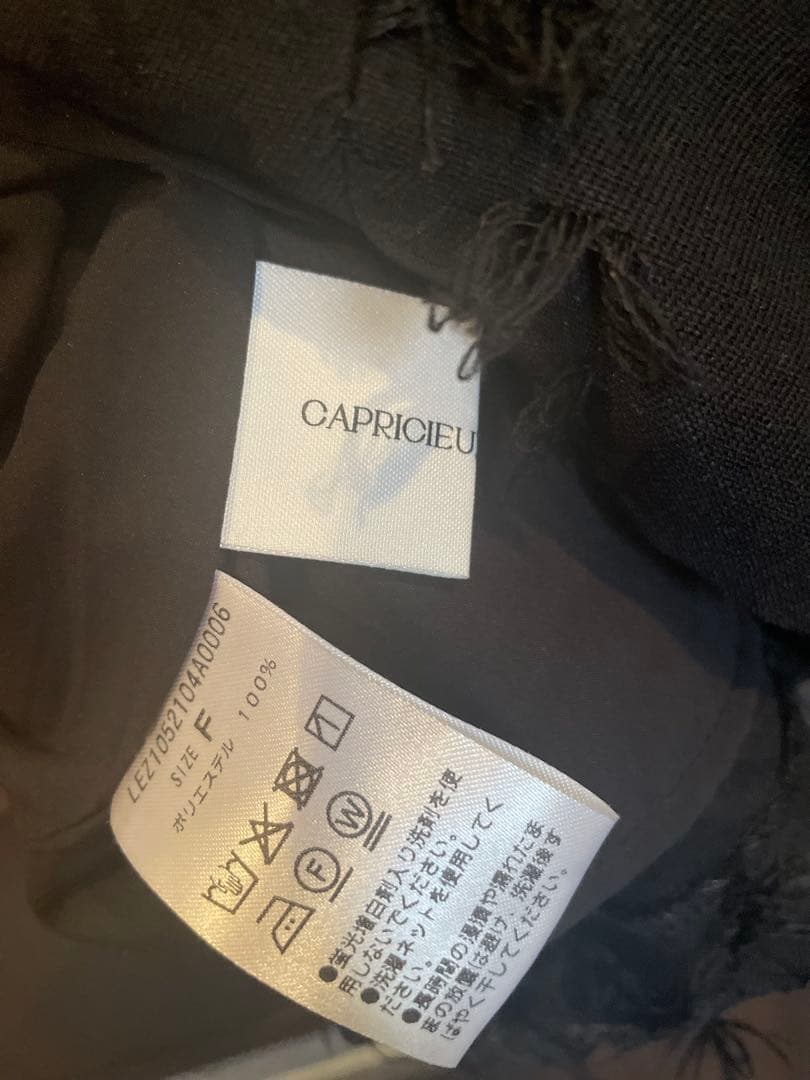 CAPRICIEU
LEZ1052104A0006
SIZE F
ポリエステル 100%
F W
●蛍光増白剤入り洗剤を使
用しないでください。
●洗濯ネットを使用してく
ださい。
●長時間の浸漬や濡れたま
まの放置は避け、洗濯後す
ばやく干してください。